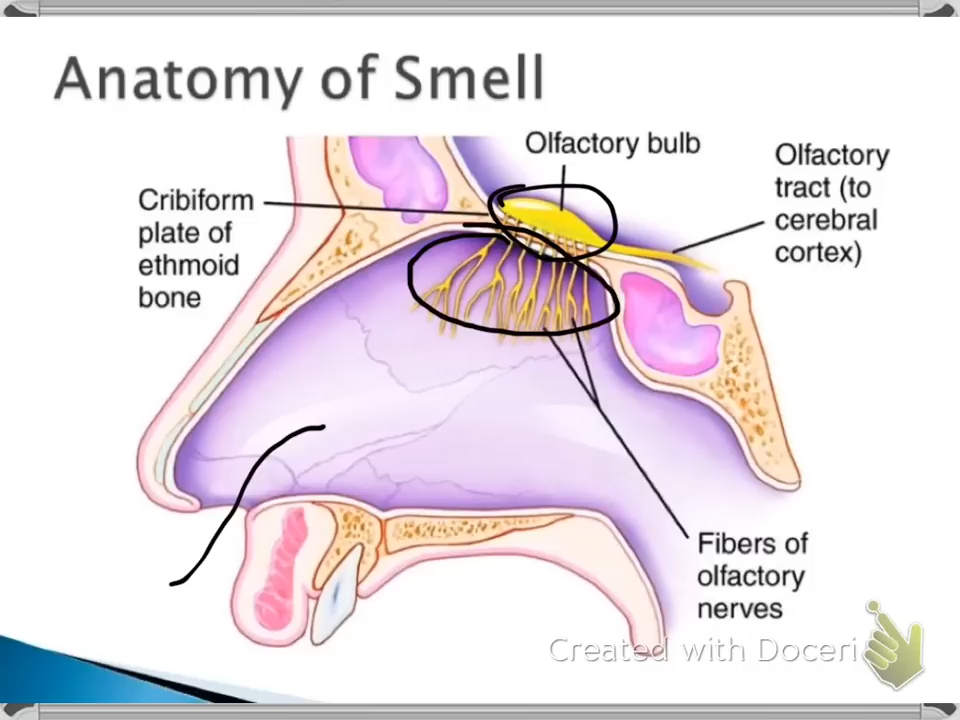 Anatomy of Smell
Olfactory bulb
Olfactory
tract (to
cerebral
cortex)
Cribiform
plate of
ethmoid
bone
Fibers of
olfactory
nerves
Created with Doceri